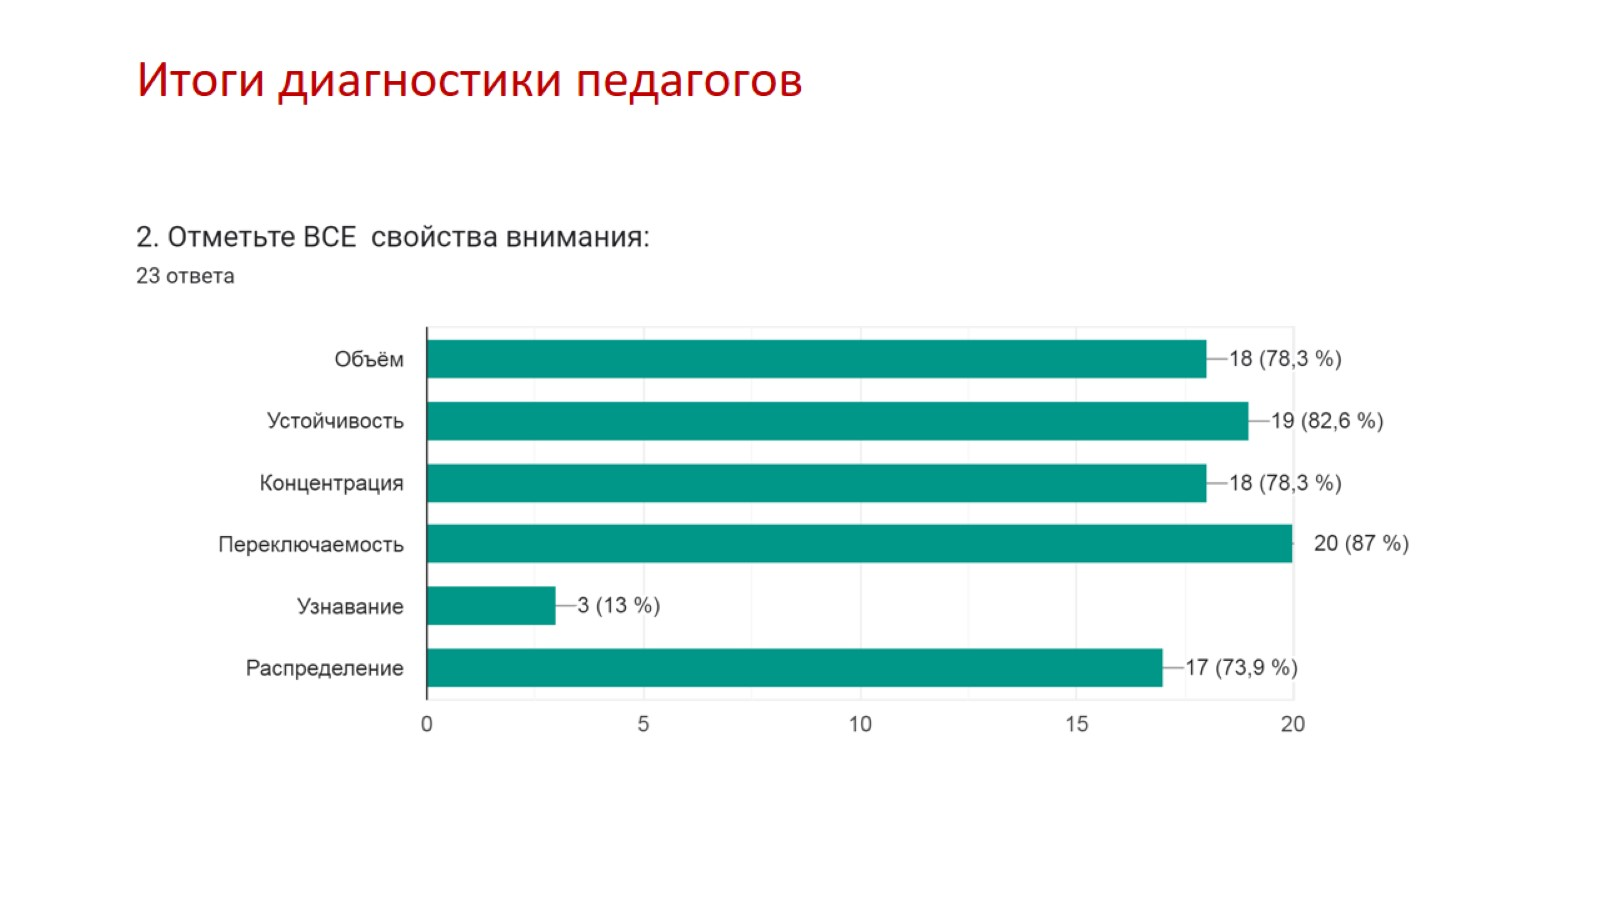 Итоги диагностики педагогов
2. Отметьте ВСЕ  свойства внимания:
23 ответа
Объём 18 (78,3 %)
Устойчивость 19 (82,6 %)
Концентрация 18 (78,3 %)
Переключаемость 20 (87 %)
Узнавание 3 (13 %)
Распределение 17 (73,9 %)
0 5 10 15 20